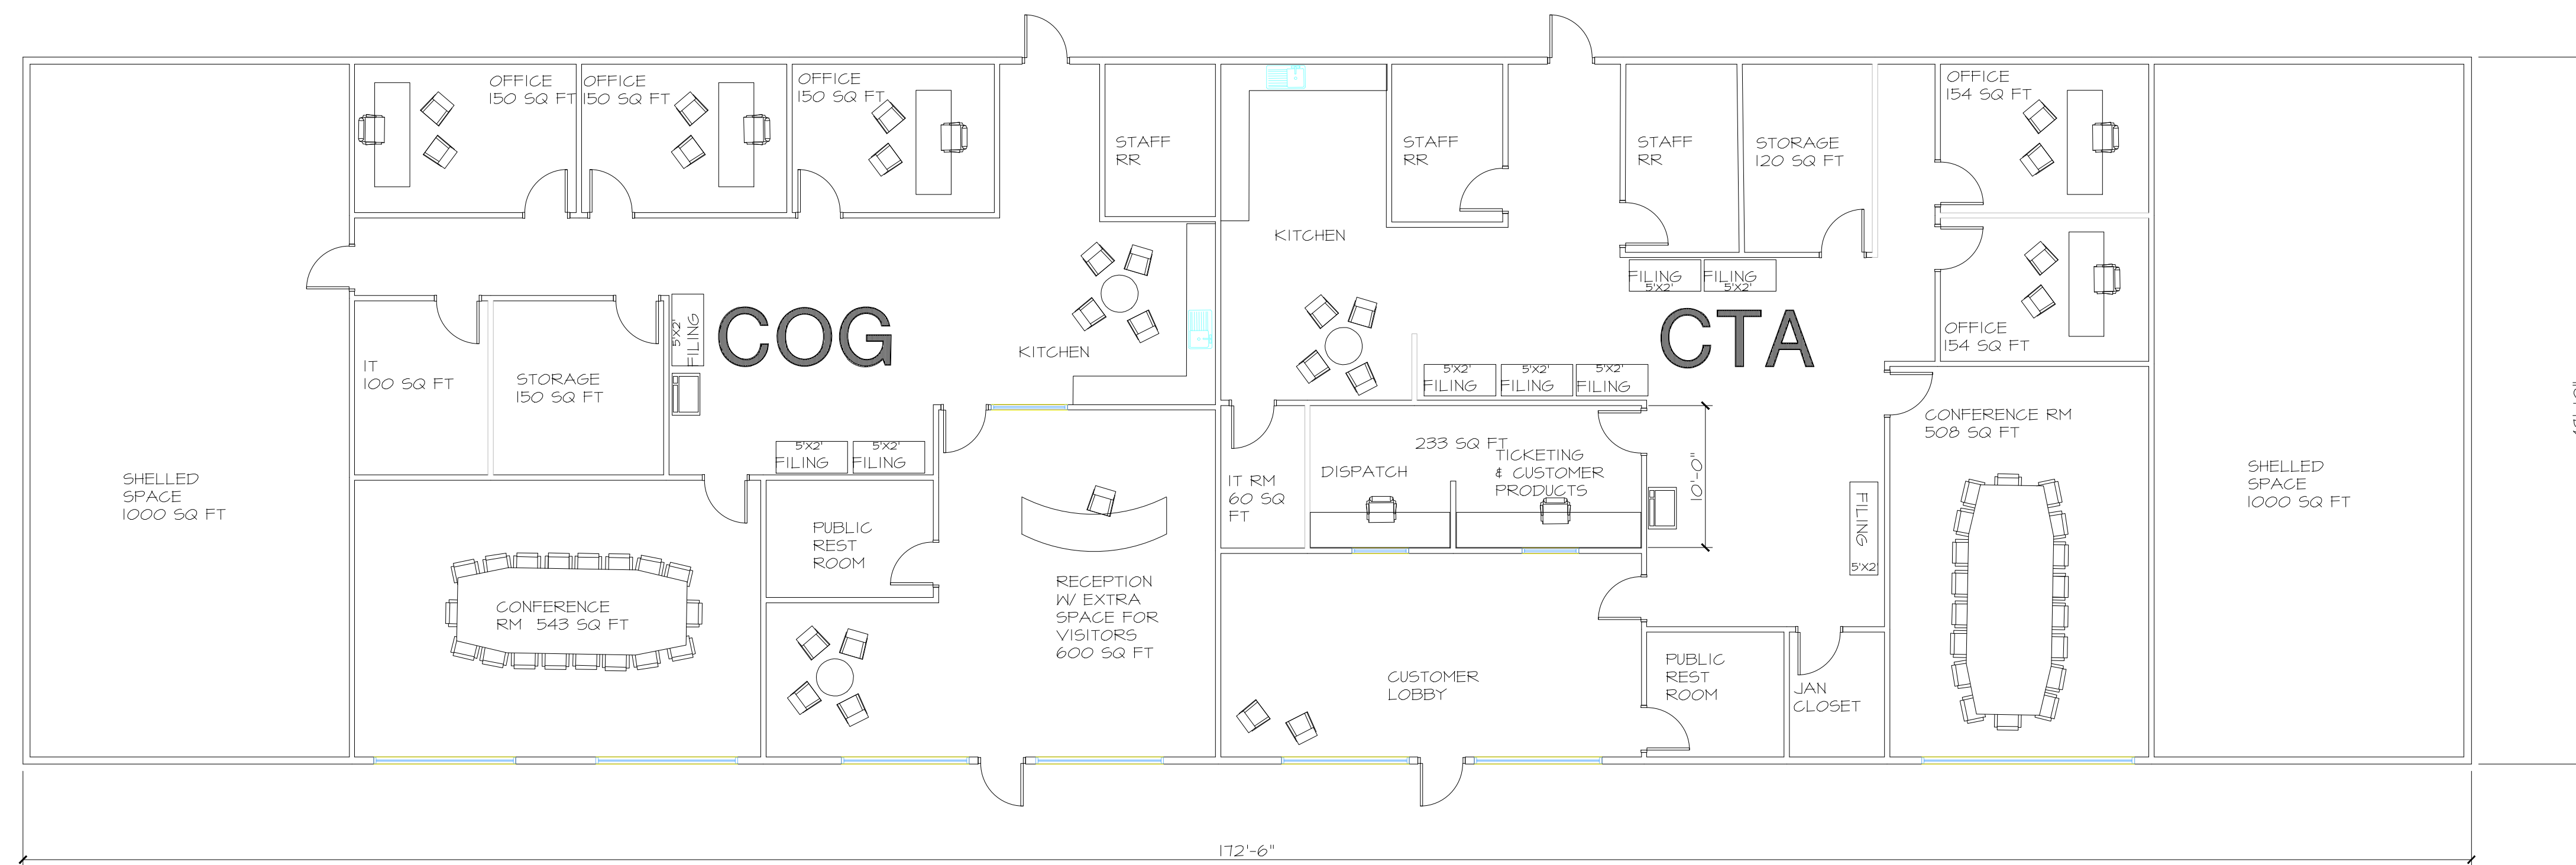 OFFICE
150 SQ FT
OFFICE
150 SQ FT
OFFICE
150 SQ FT
STAFF
RR
STAFF
RR
STAFF
RR
STORAGE
120 SQ FT
OFFICE
154 SQ FT
KITCHEN
FILING
5'X2'
FILING
5'X2'
5'X2'
FILING
COG
KITCHEN
CTA
OFFICE
154 SQ FT
IT
100 SQ FT
STORAGE
150 SQ FT
5'X2'
FILING
5'X2'
FILING
5'X2'
FILING
CONFERENCE RM
508 SQ FT
5'X2'
FILING
5'X2'
FILING
233 SQ FT
DISPATCH
TICKETING
& CUSTOMER
PRODUCTS
10'-0"
IT RM
60 SQ
FT
FILING
5'X2'
SHELLED
SPACE
1000 SQ FT
SHELLED
SPACE
1000 SQ FT
PUBLIC
REST
ROOM
CONFERENCE
RM 543 SQ FT
RECEPTION
W/ EXTRA
SPACE FOR
VISITORS
600 SQ FT
CUSTOMER
LOBBY
PUBLIC
REST
ROOM
JAN
CLOSET
172'-6"